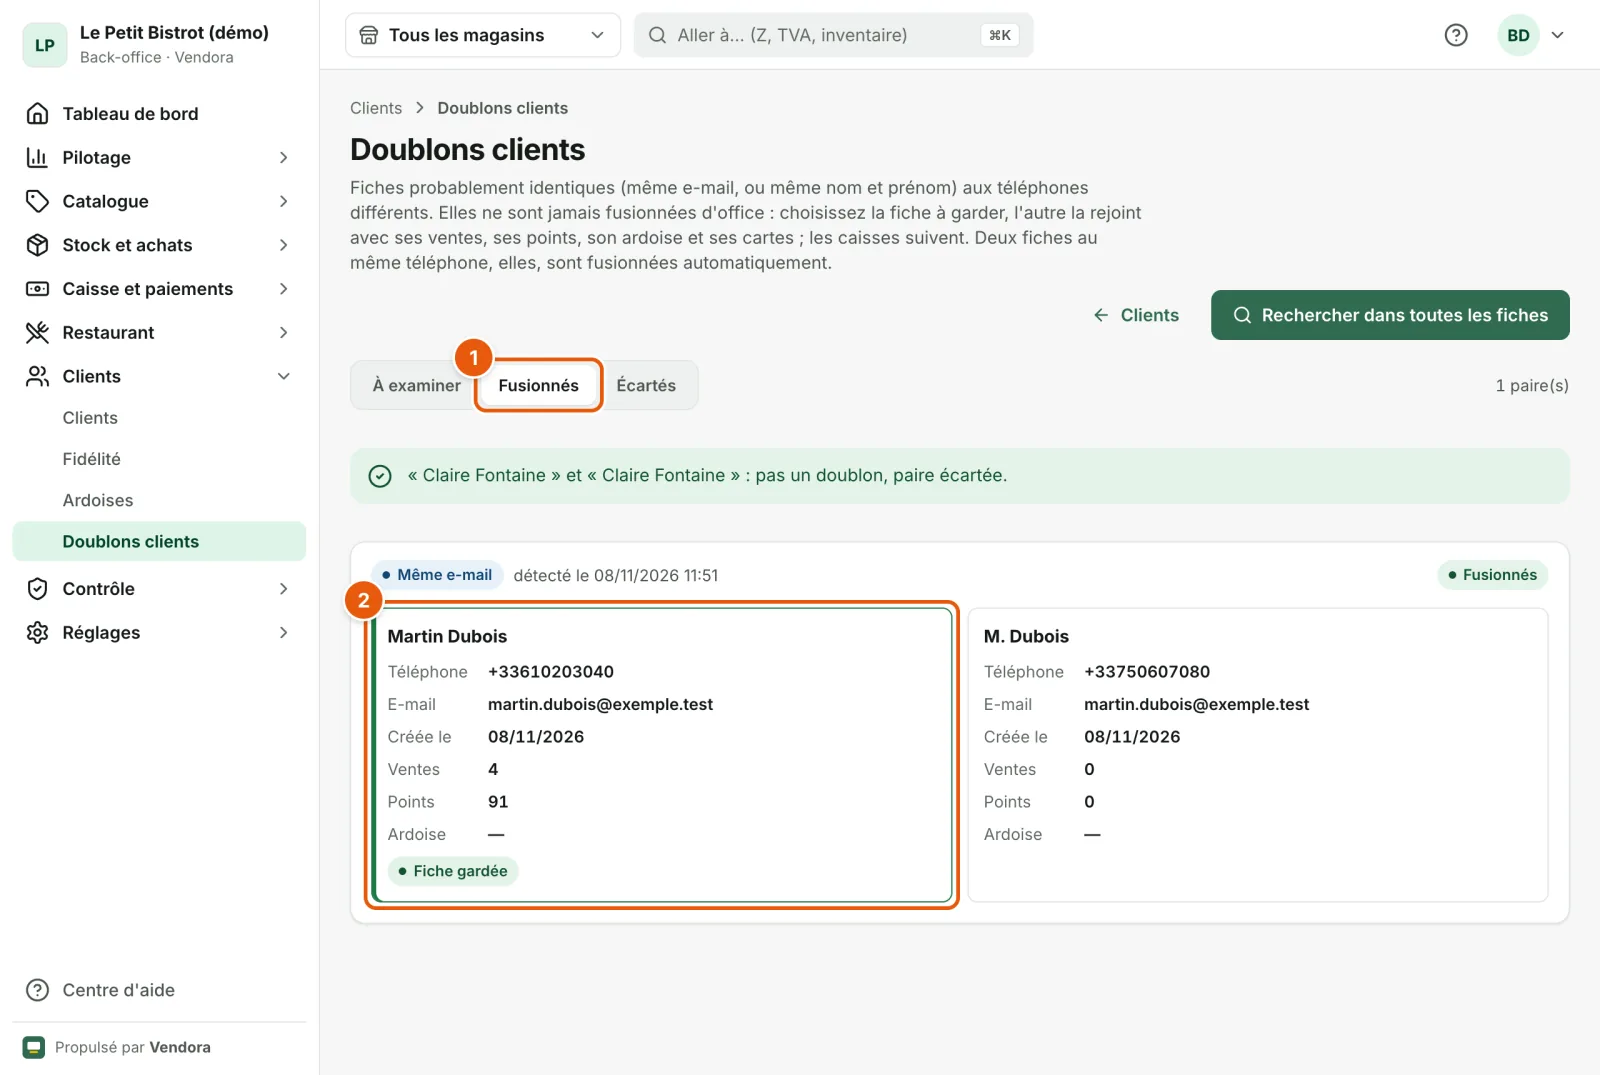 LP
Le Petit Bistrot (démo)
Back-office · Vendora
Tableau de bord
Pilotage
Catalogue
Stock et achats
Caisse et paiements
Restaurant
Clients
Clients
Fidélité
Ardoises
Doublons clients
Contrôle
Réglages
Centre d'aide
Propulsé par Vendora
Tous les magasins
Aller à... (Z, TVA, inventaire)
⌘K
BD
Clients
Doublons clients
Doublons clients
Fiches probablement identiques (même e-mail, ou même nom et prénom) aux téléphones
différents. Elles ne sont jamais fusionnées d'office : choisissez la fiche à garder, l'autre la rejoint
avec ses ventes, ses points, son ardoise et ses cartes ; les caisses suivent. Deux fiches au
même téléphone, elles, sont fusionnées automatiquement.
← Clients
Rechercher dans toutes les fiches
1
À examiner
Fusionnés
Écartés
1 paire(s)
« Claire Fontaine » et « Claire Fontaine » : pas un doublon, paire écartée.
Même e-mail
détecté le 08/11/2026 11:51
Fusionnés
2
Martin Dubois
Téléphone +33610203040
E-mail martin.dubois@exemple.test
Créée le 08/11/2026
Ventes 4
Points 91
Ardoise —
Fiche gardée
M. Dubois
Téléphone +33750607080
E-mail martin.dubois@exemple.test
Créée le 08/11/2026
Ventes 0
Points 0
Ardoise —